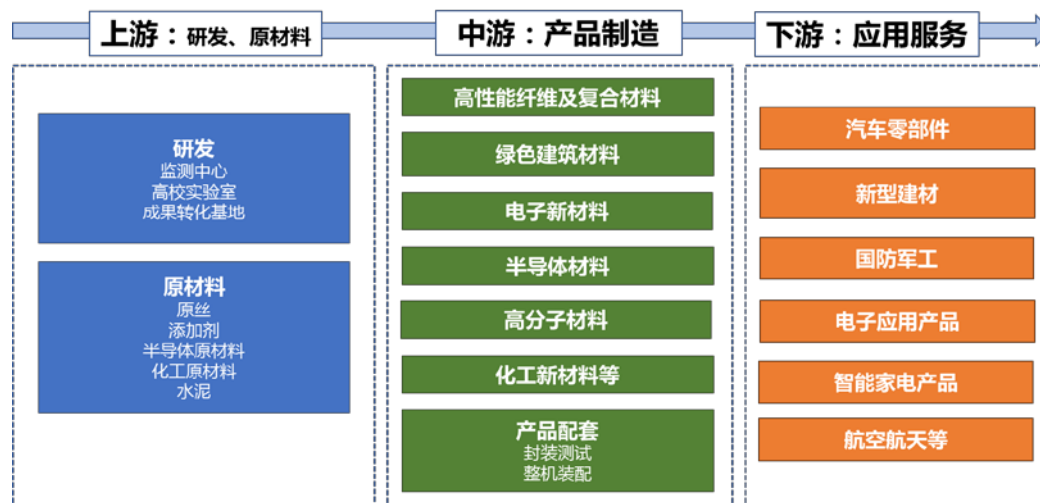 上游：研发、原材料
中游：产品制造
下游：应用服务
研发
监测中心
高校实验室
成果转化基地
原材料
原丝
添加剂
半导体原材料
化工原材料
水泥
高性能纤维及复合材料
绿色建筑材料
电子新材料
半导体材料
高分子材料
化工新材料等
产品配套
封装测试
整机装配
汽车零部件
新型建材
国防军工
电子应用产品
智能家电产品
航空航天等